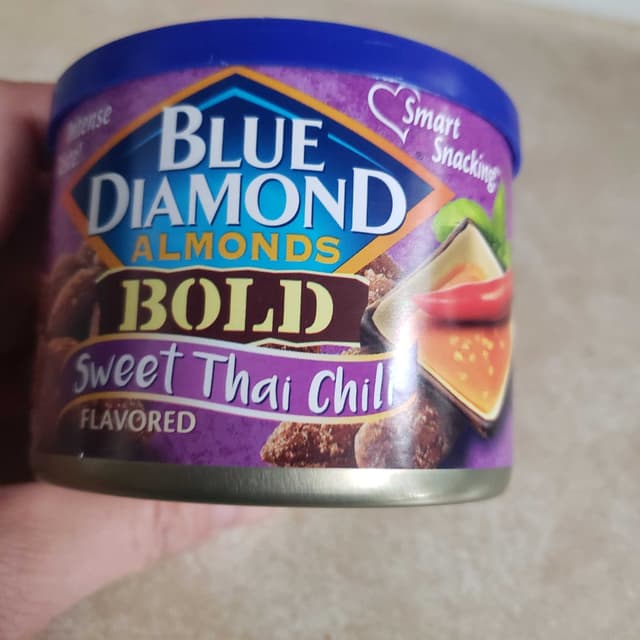 Intense
Smart
Snacking
BLUE
DIAMOND
ALMONDS
BOLD
Sweet Thai Chili
FLAVORED